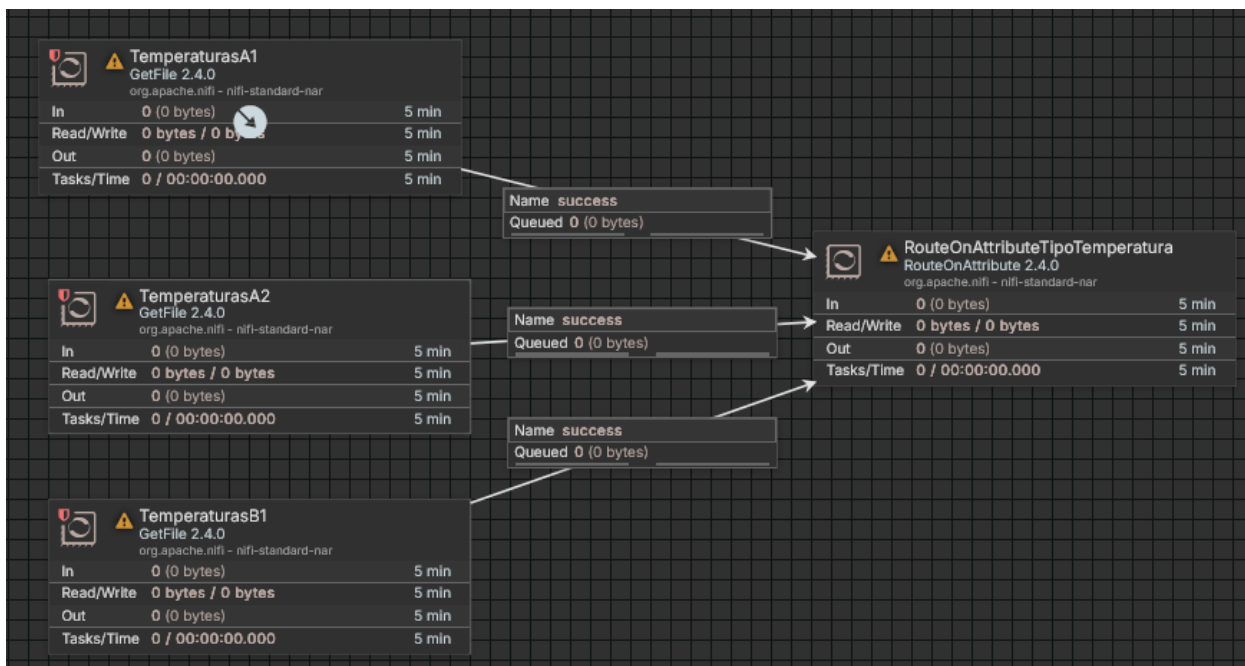 TemperaturasA1
GetFile 2.4.0
org.apache.nifi - nifi-standard-nar
In 0 (0 bytes) 5 min
Read/Write 0 bytes / 0 5 min
Out 0 (0 bytes) 5 min
Tasks/Time 0 / 00:00:00.000 5 min
Name success
Queued 0 (0 bytes)
TemperaturasA2
GetFile 2.4.0
org.apache.nifi - nifi-standard-nar
In 0 (0 bytes) 5 min
Read/Write 0 bytes / 0 bytes 5 min
Out 0 (0 bytes) 5 min
Tasks/Time 0 / 00:00:00.000 5 min
Name success
Queued 0 (0 bytes)
TemperaturasB1
GetFile 2.4.0
org.apache.nifi - nifi-standard-nar
In 0 (0 bytes) 5 min
Read/Write 0 bytes / 0 bytes 5 min
Out 0 (0 bytes) 5 min
Tasks/Time 0 / 00:00:00.000 5 min
Name success
Queued 0 (0 bytes)
RouteOnAttributeTipoTemperatura
RouteOnAttribute 2.4.0
org.apache.nifi - nifi-standard-nar
In 0 (0 bytes) 5 min
Read/Write 0 bytes / 0 bytes 5 min
Out 0 (0 bytes) 5 min
Tasks/Time 0 / 00:00:00.000 5 min